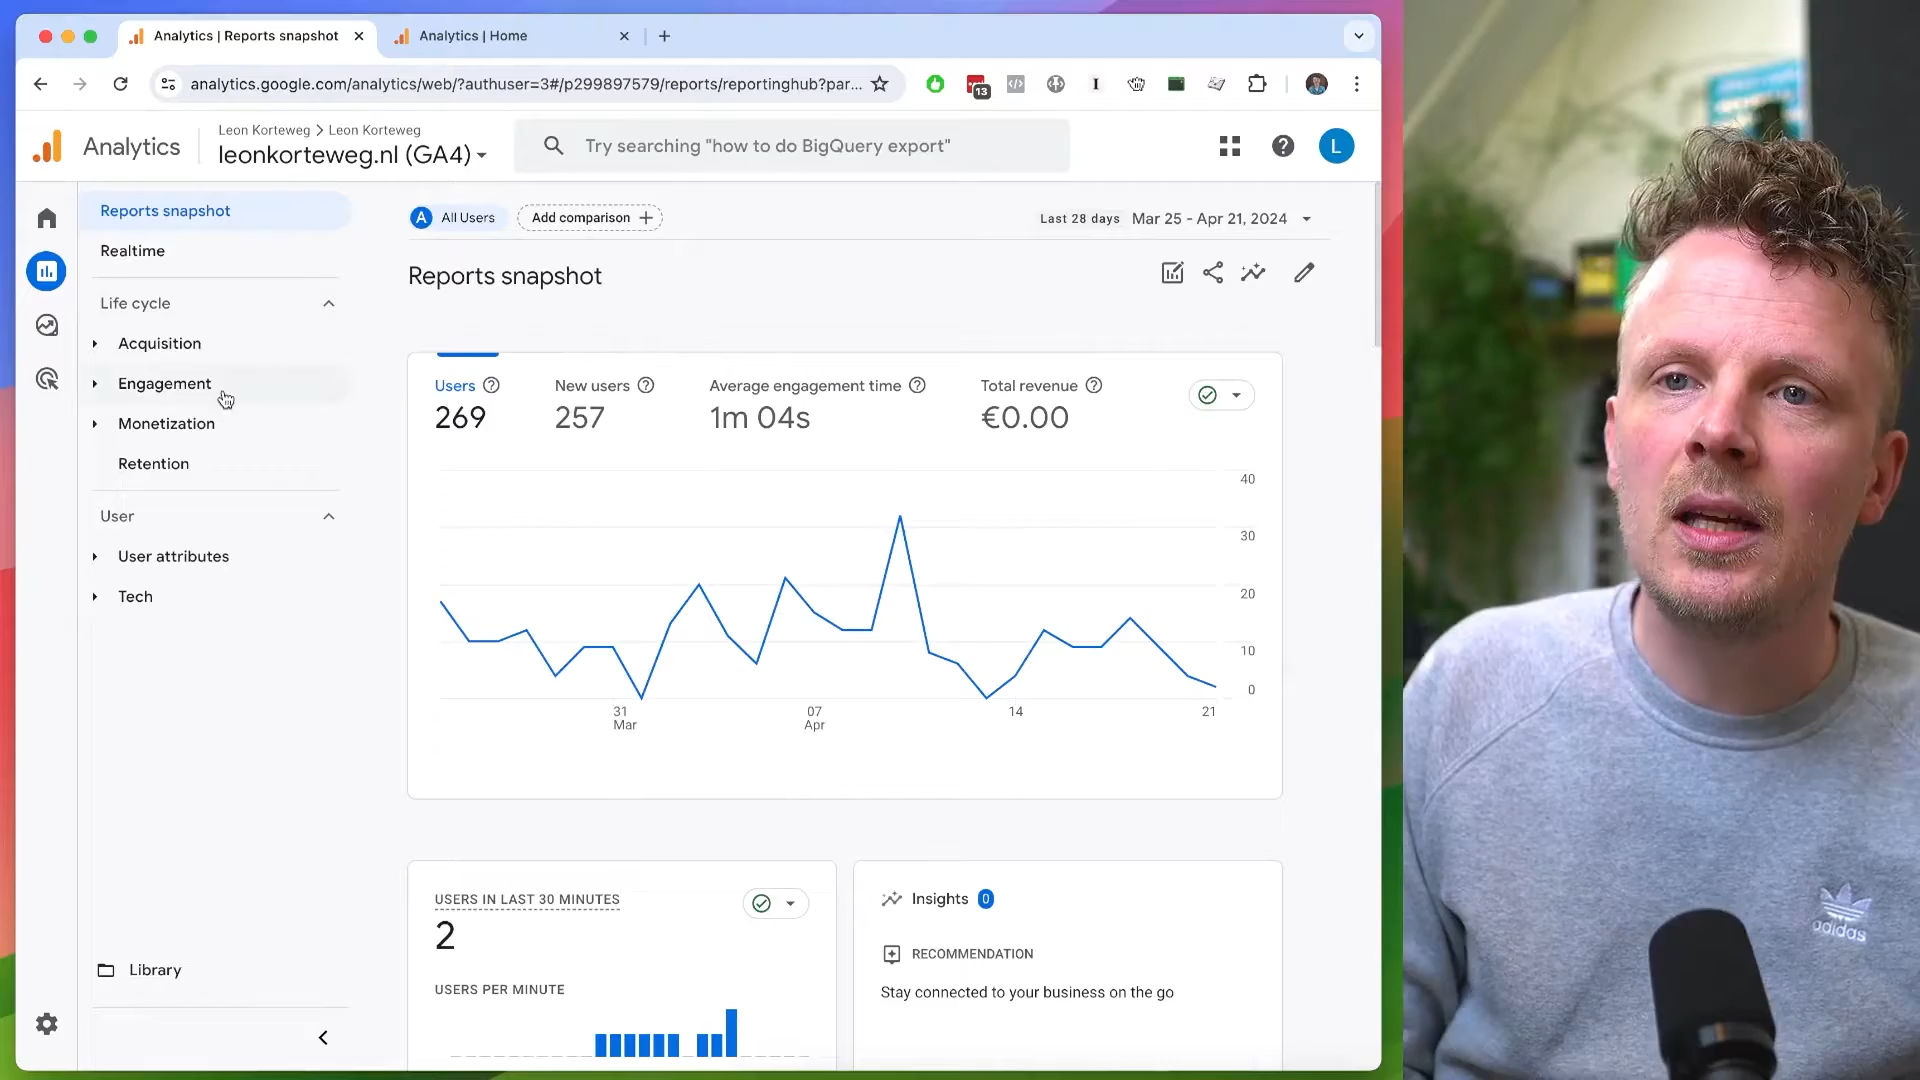 Analytics | Reports snapshot
Analytics | Home
analytics.google.com/analytics/web/?authuser=3#/p299897579/reports/reportinghub?par...
13
Analytics
Leon Korteweg > Leon Korteweg
leonkorteweg.nl (GA4)
Try searching "how to do BigQuery export"
L
Reports snapshot
Realtime
Life cycle
Acquisition
Engagement
Monetization
Retention
User
User attributes
Tech
Library
A All Users
Add comparison +
Last 28 days Mar 25 - Apr 21, 2024
Reports snapshot
Users
269
New users
257
Average engagement time
1m 04s
Total revenue
€0.00
40
30
20
10
0
31
Mar
07
Apr
14
21
USERS IN LAST 30 MINUTES
2
USERS PER MINUTE
Insights 0
RECOMMENDATION
Stay connected to your business on the go
adidas